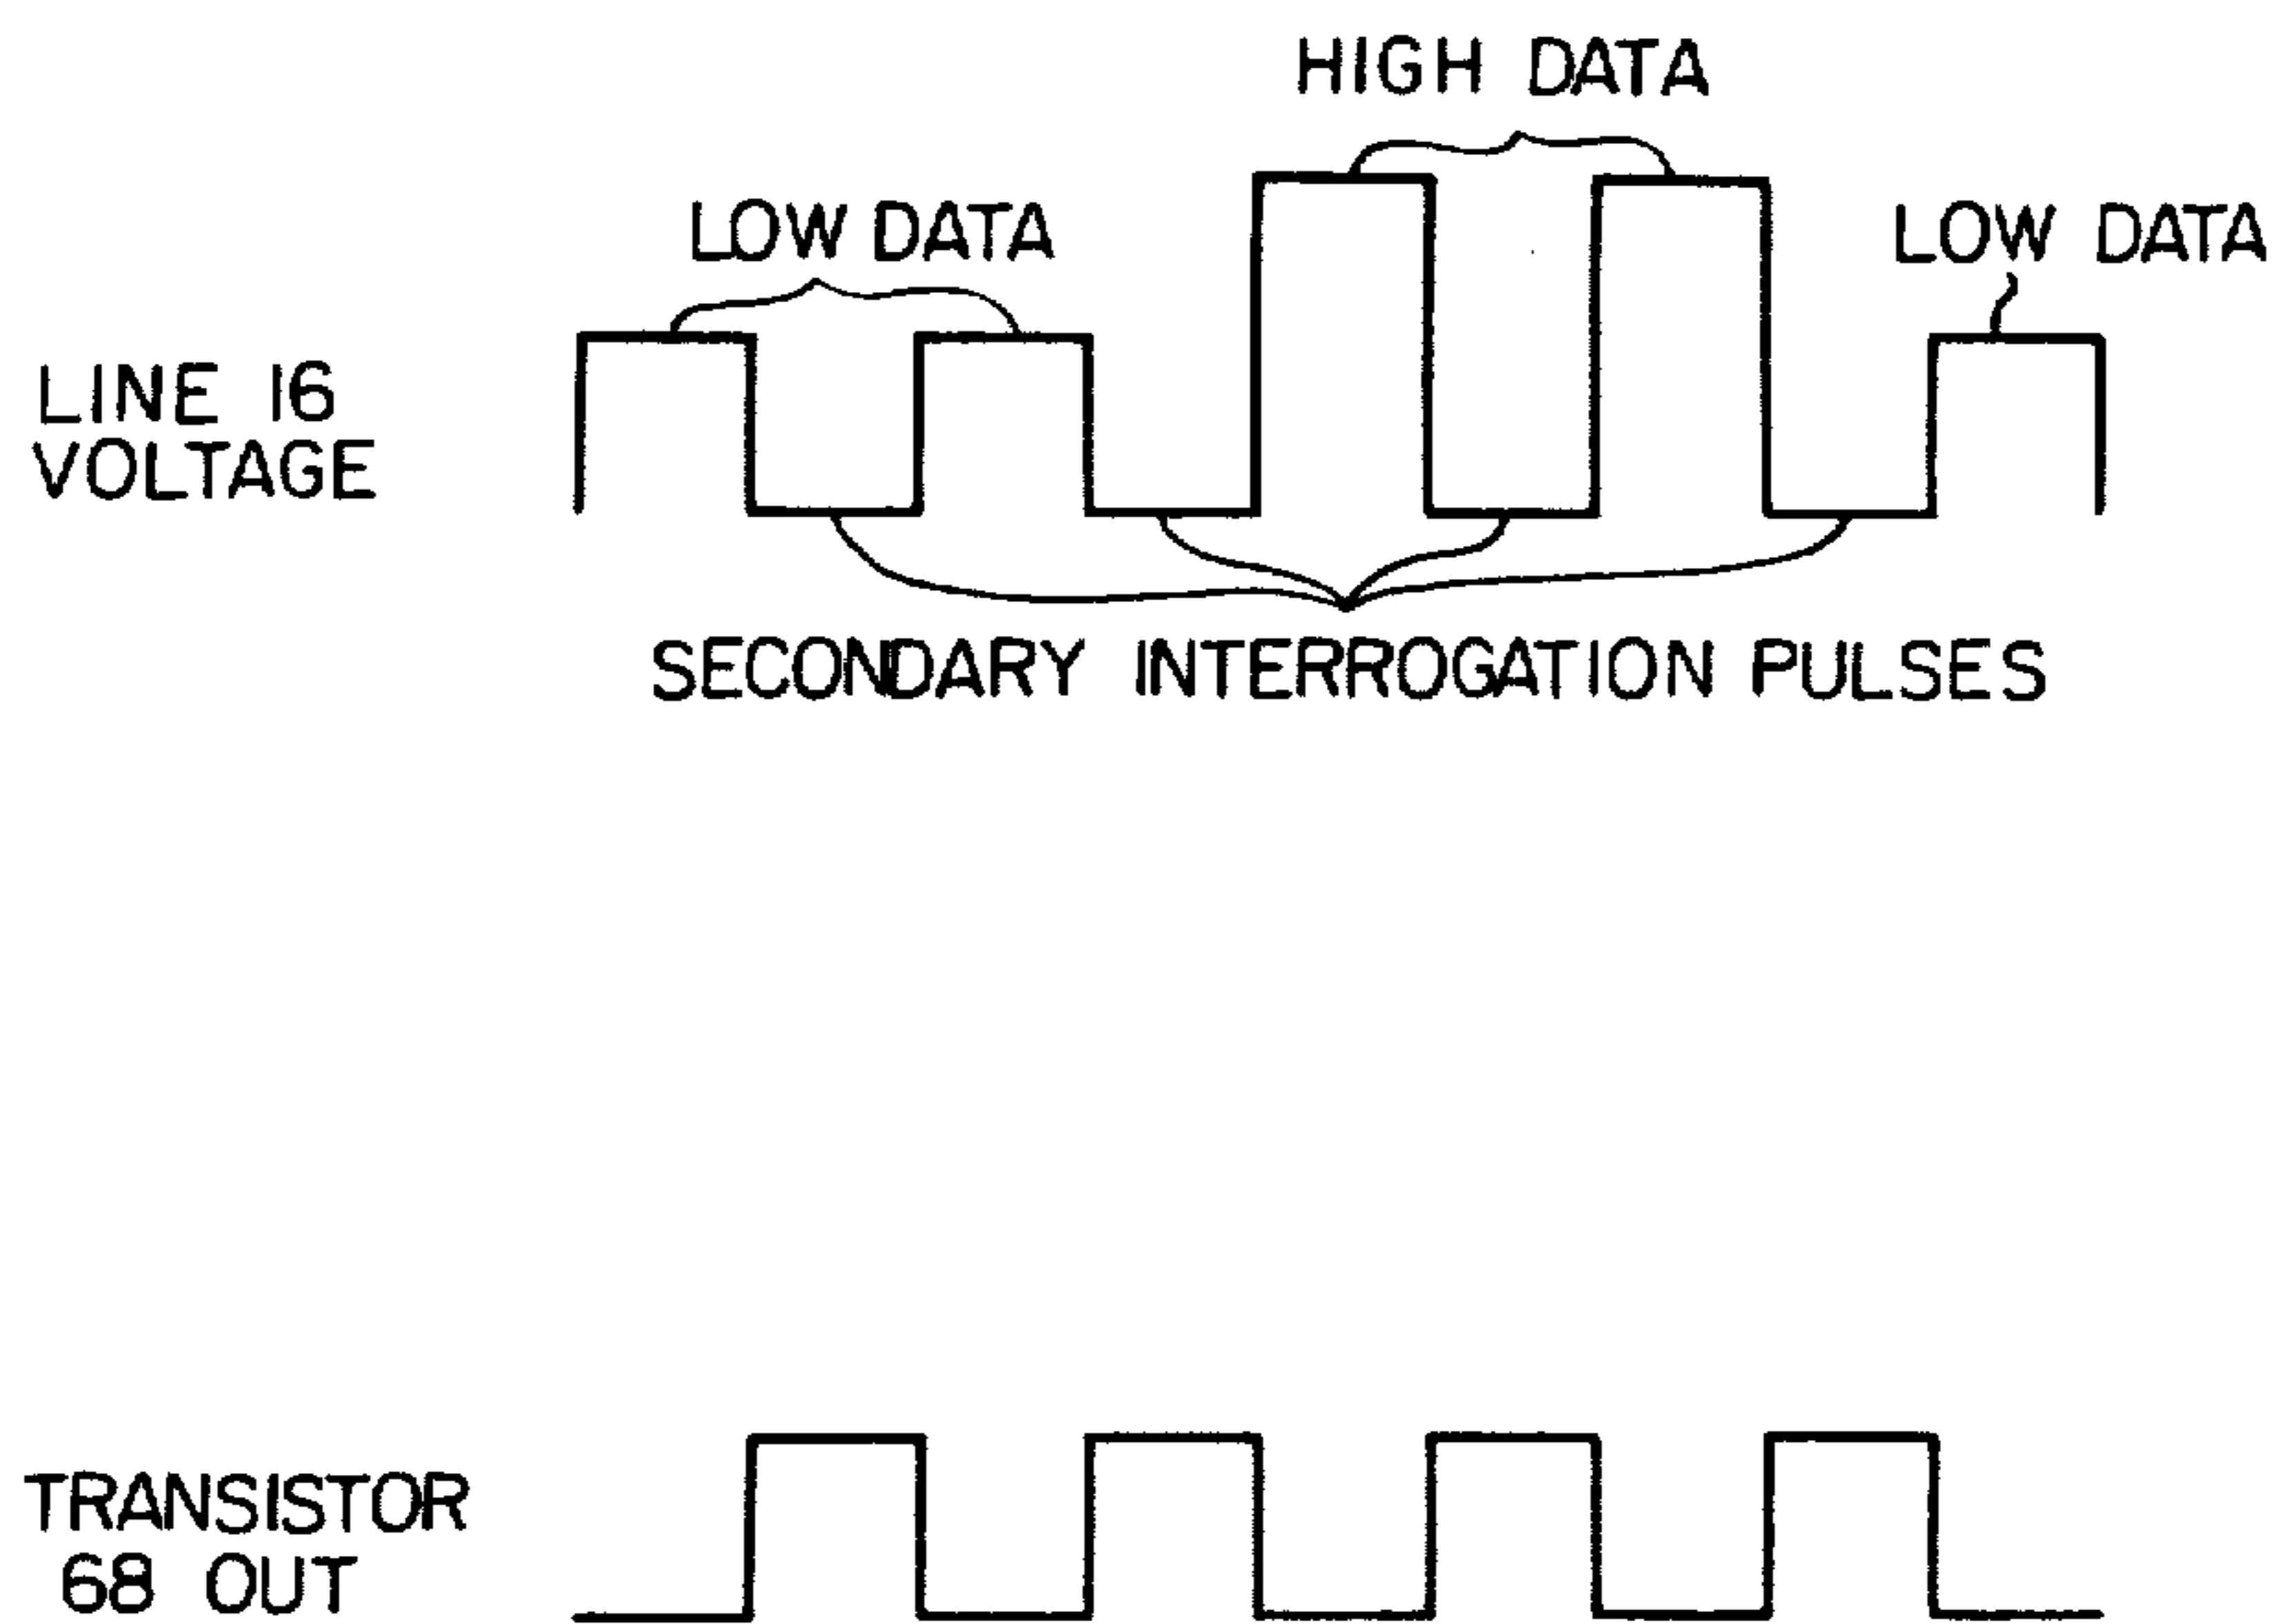 HIGH DATA
LOW DATA
LOW DATA
LINE 16
VOLTAGE
SECONDARY INTERROGATION PULSES
TRANSISTOR
68 OUT